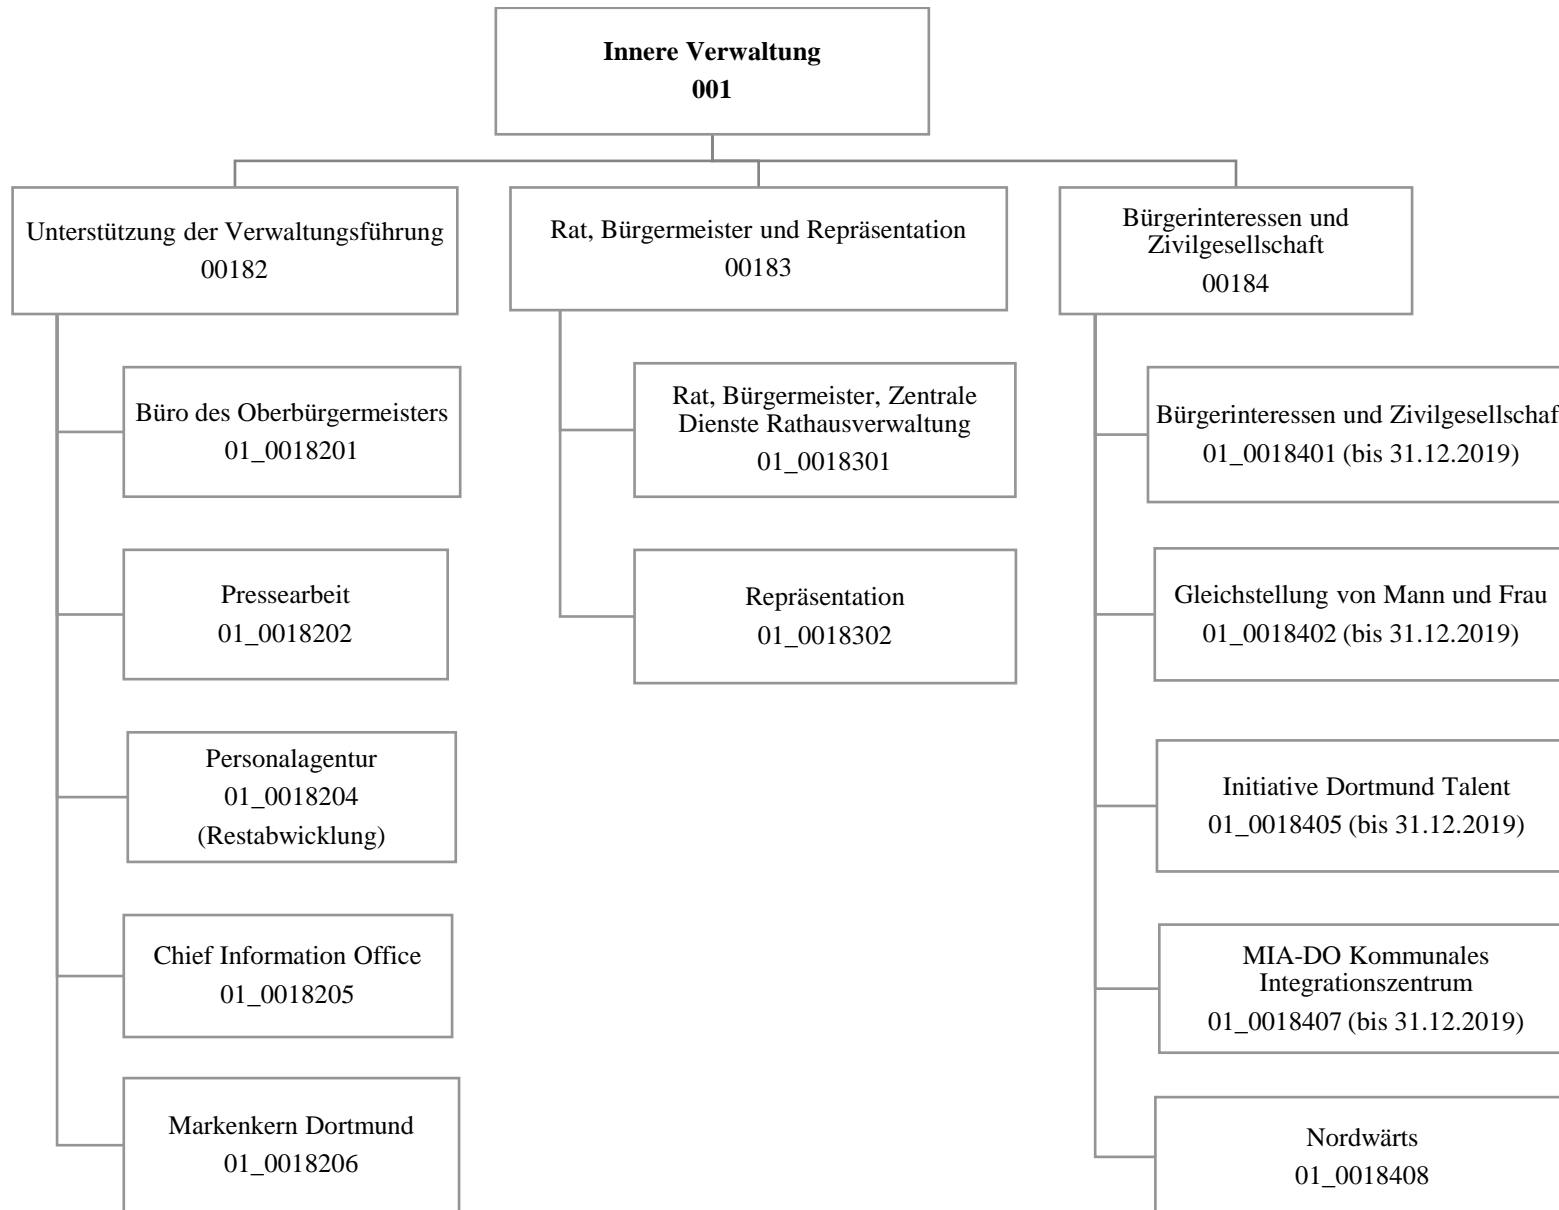 Innere Verwaltung
001
Unterstützung der Verwaltungsführung
00182
Büro des Oberbürgermeisters
01_0018201
Pressearbeit
01_0018202
Personalagentur
01_0018204
(Restabwicklung)
Chief Information Office
01_0018205
Markenkern Dortmund
01_0018206
Rat, Bürgermeister und Repräsentation
00183
Rat, Bürgermeister, Zentrale
Dienste Rathausverwaltung
01_0018301
Repräsentation
01_0018302
Bürgerinteressen und
Zivilgesellschaft
00184
Bürgerinteressen und Zivilgesellschaf
01_0018401 (bis 31.12.2019)
Gleichstellung von Mann und Frau
01_0018402 (bis 31.12.2019)
Initiative Dortmund Talent
01_0018405 (bis 31.12.2019)
MIA-DO Kommunales
Integrationszentrum
01_0018407 (bis 31.12.2019)
Nordwärts
01_0018408